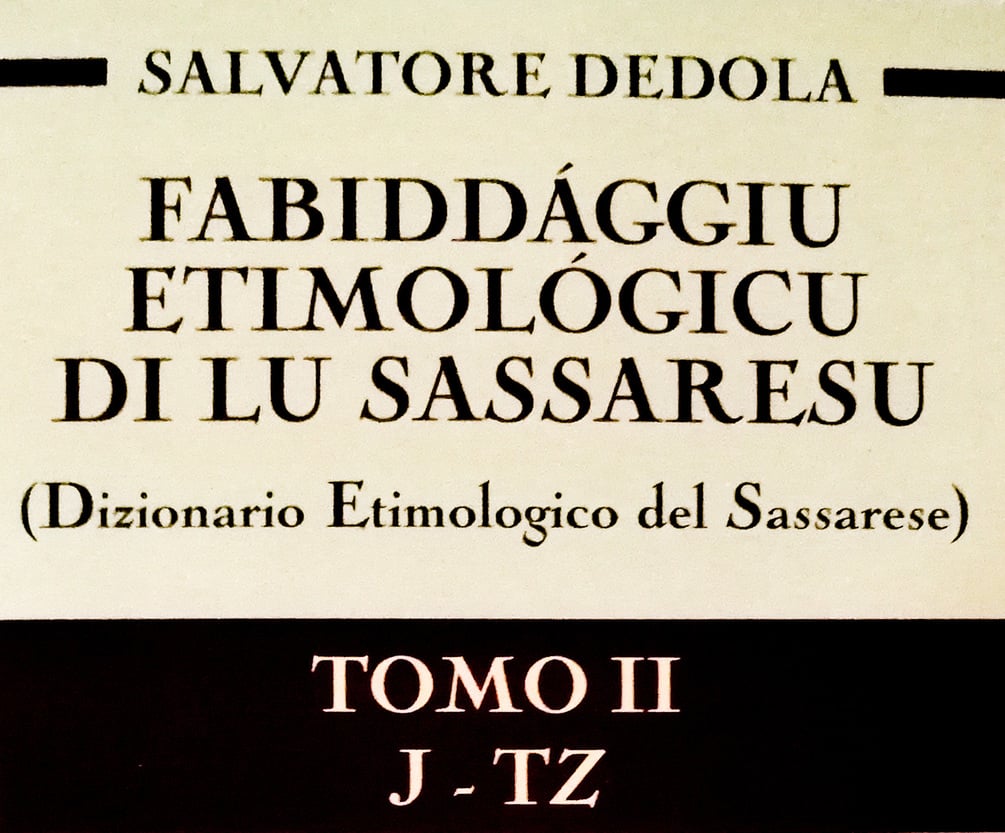 SALVATORE DEDOLA
FABIDDÁGGIU
ETIMOLÓGICU
DI LU SASSARESU
(Dizionario Etimologico del Sassarese)
TOMO II
J - TZ